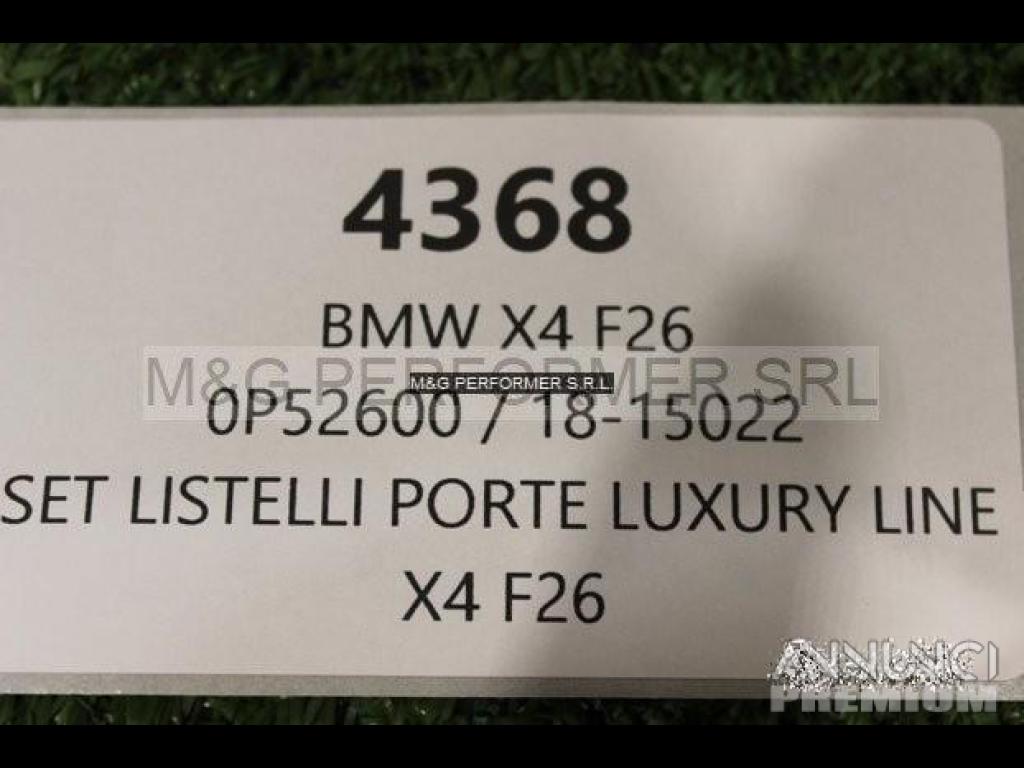 4368
BMW X4 F26
M&G PERFORMER SRL
M&G PERFORMER S.R.L.
0P52600 / 18-15022
SET LISTELLI PORTE LUXURY LINE
X4 F26
ANNUNCI
PREMIUM